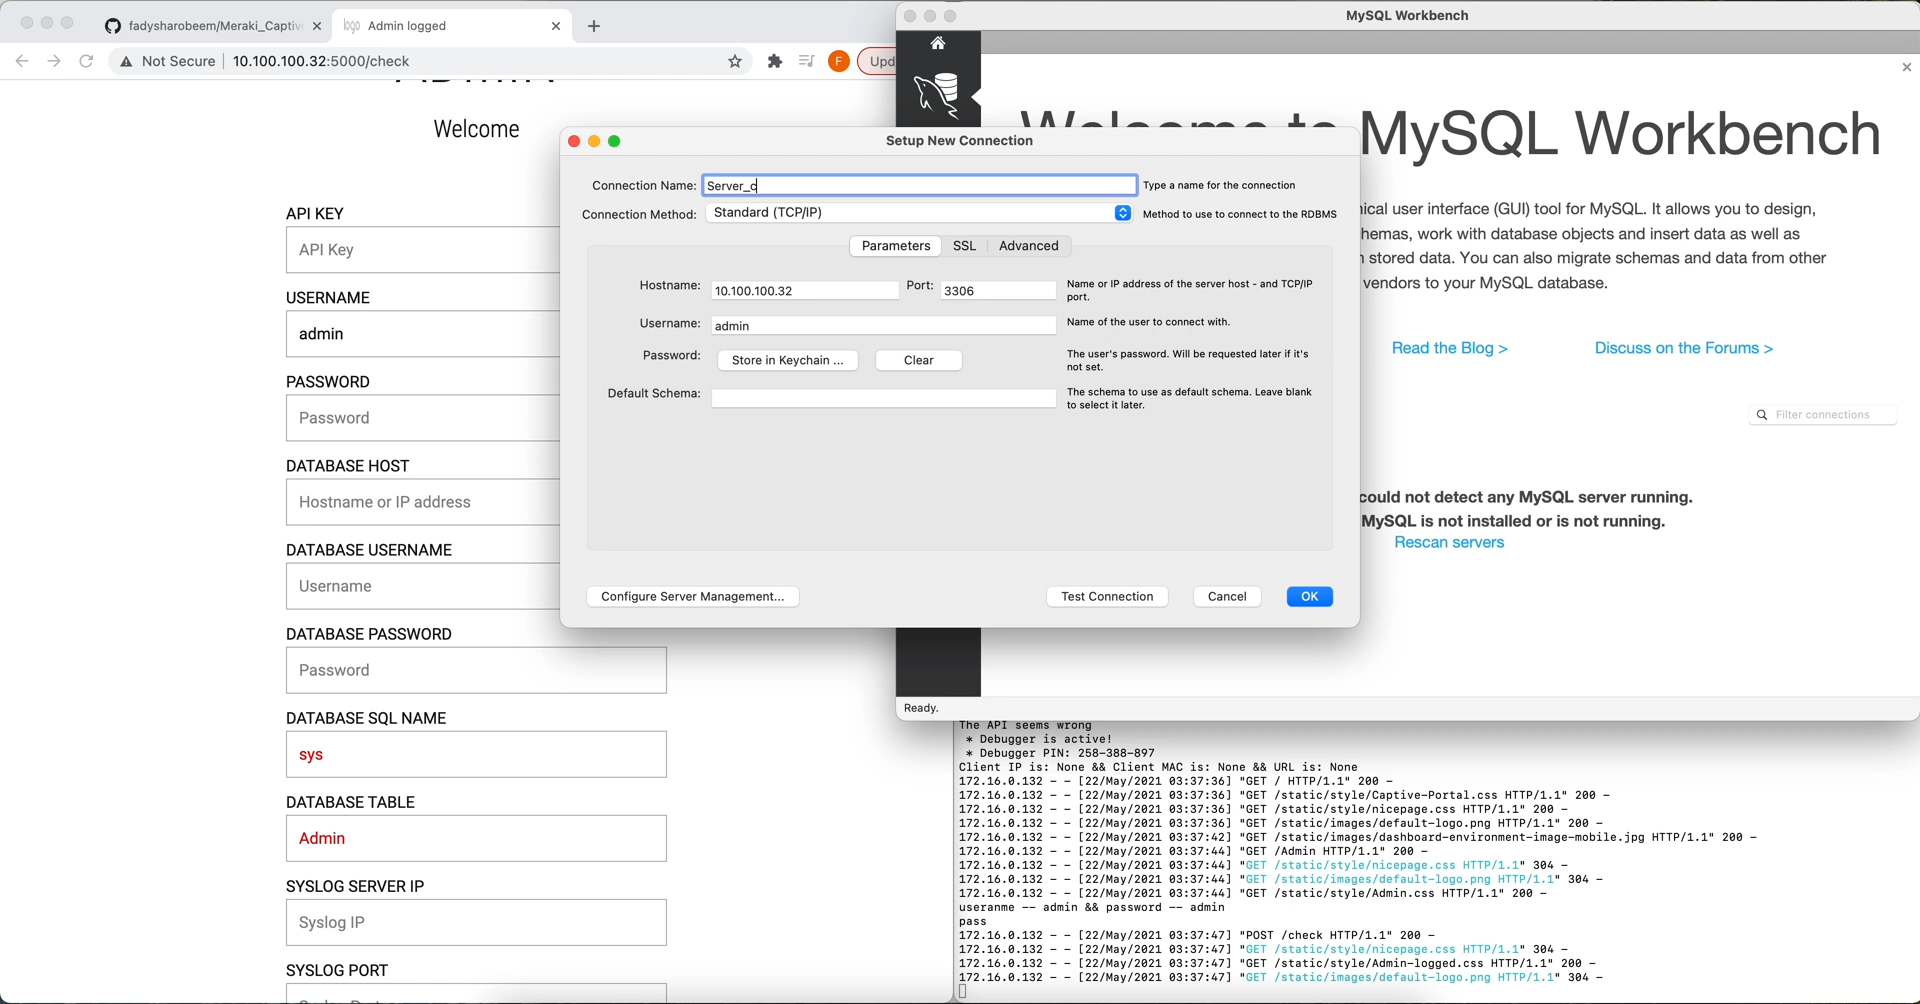 fadysharobeem/Meraki_Captiv
Admin logged
Not Secure
10.100.100.32:5000/check
F
Upd
Welcome
API KEY
API Key
USERNAME
admin
PASSWORD
Password
DATABASE HOST
Hostname or IP address
DATABASE USERNAME
Username
DATABASE PASSWORD
Password
DATABASE SQL NAME
sys
DATABASE TABLE
Admin
SYSLOG SERVER IP
Syslog IP
SYSLOG PORT
MySQL Workbench
Welcome to MySQL Workbench
ical user interface (GUI) tool for MySQL. It allows you to design,
hemas, work with database objects and insert data as well as
stored data. You can also migrate schemas and data from other
vendors to your MySQL database.
Read the Blog >
Discuss on the Forums >
Filter connections
could not detect any MySQL server running.
MySQL is not installed or is not running.
Rescan servers
Ready.
Setup New Connection
Connection Name:
Server_c
Type a name for the connection
Connection Method:
Standard (TCP/IP)
Method to use to connect to the RDBMS
Parameters
SSL
Advanced
Hostname:
10.100.100.32
Port:
3306
Name or IP address of the server host - and TCP/IP
port.
Username:
admin
Name of the user to connect with.
Password:
Store in Keychain ...
Clear
The user's password. Will be requested later if it's
not set.
Default Schema:
The schema to use as default schema. Leave blank
to select it later.
Configure Server Management...
Test Connection
Cancel
OK
The API seems wrong
* Debugger is active!
* Debugger PIN: 258-388-897
Client IP is: None && Client MAC is: None && URL is: None
172.16.0.132 - - [22/May/2021 03:37:36] "GET / HTTP/1.1" 200 -
172.16.0.132 - - [22/May/2021 03:37:36] "GET /static/style/Captive-Portal.css HTTP/1.1" 200 -
172.16.0.132 - - [22/May/2021 03:37:36] "GET /static/style/nicepage.css HTTP/1.1" 200 -
172.16.0.132 - - [22/May/2021 03:37:36] "GET /static/images/default-logo.png HTTP/1.1" 200 -
172.16.0.132 - - [22/May/2021 03:37:42] "GET /static/images/dashboard-environment-image-mobile.jpg HTTP/1.1" 200 -
172.16.0.132 - - [22/May/2021 03:37:44] "GET /Admin HTTP/1.1" 200 -
172.16.0.132 - - [22/May/2021 03:37:44] "GET /static/style/nicepage.css HTTP/1.1" 304 -
172.16.0.132 - - [22/May/2021 03:37:44] "GET /static/images/default-logo.png HTTP/1.1" 304 -
172.16.0.132 - - [22/May/2021 03:37:44] "GET /static/style/Admin.css HTTP/1.1" 200 -
useranme -- admin && password -- admin
pass
172.16.0.132 - - [22/May/2021 03:37:47] "POST /check HTTP/1.1" 200 -
172.16.0.132 - - [22/May/2021 03:37:47] "GET /static/style/nicepage.css HTTP/1.1" 304 -
172.16.0.132 - - [22/May/2021 03:37:47] "GET /static/style/Admin-logged.css HTTP/1.1" 200 -
172.16.0.132 - - [22/May/2021 03:37:47] "GET /static/images/default-logo.png HTTP/1.1" 304 -